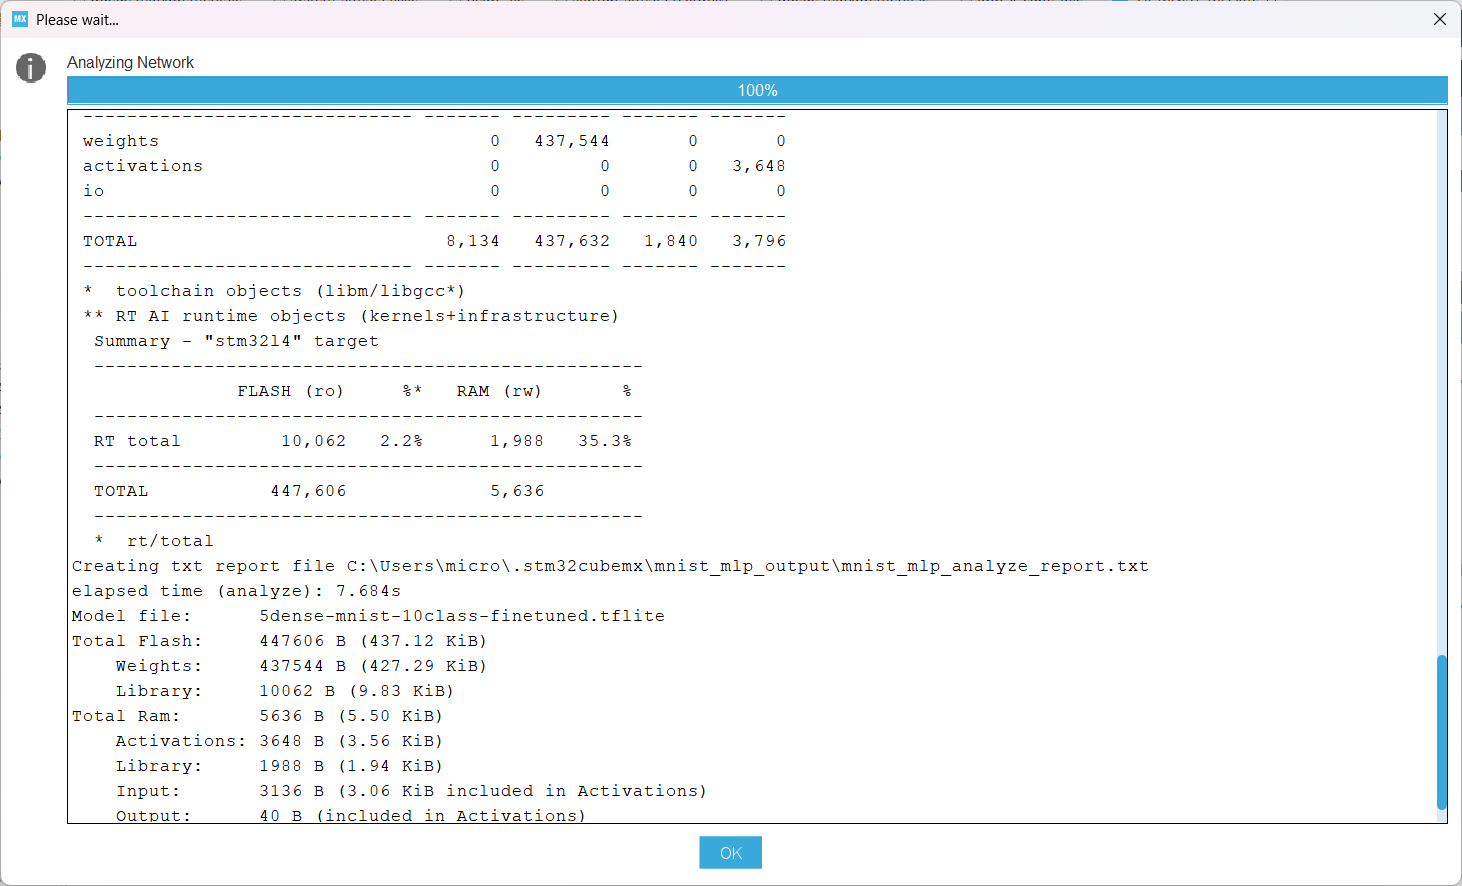 MX Please wait...
Analyzing Network
100%
------------------------------ ------- --------- ------- -------
weights 0 437,544 0 0
activations 0 0 0 3,648
io 0 0 0 0
------------------------------ ------- --------- ------- -------
TOTAL 8,134 437,632 1,840 3,796
------------------------------ ------- --------- ------- -------
* toolchain objects (libm/libgcc*)
** RT AI runtime objects (kernels+infrastructure)
Summary - "stm32l4" target
--------------------------------------------------
FLASH (ro) %* RAM (rw) %
--------------------------------------------------
RT total 10,062 2.2% 1,988 35.3%
--------------------------------------------------
TOTAL 447,606 5,636
--------------------------------------------------
* rt/total
Creating txt report file C:\Users\micro\.stm32cubemx\mnist_mlp_output\mnist_mlp_analyze_report.txt
elapsed time (analyze): 7.684s
Model file: 5dense-mnist-10class-finetuned.tflite
Total Flash: 447606 B (437.12 KiB)
Weights: 437544 B (427.29 KiB)
Library: 10062 B (9.83 KiB)
Total Ram: 5636 B (5.50 KiB)
Activations: 3648 B (3.56 KiB)
Library: 1988 B (1.94 KiB)
Input: 3136 B (3.06 KiB included in Activations)
Output: 40 B (included in Activations)
OK